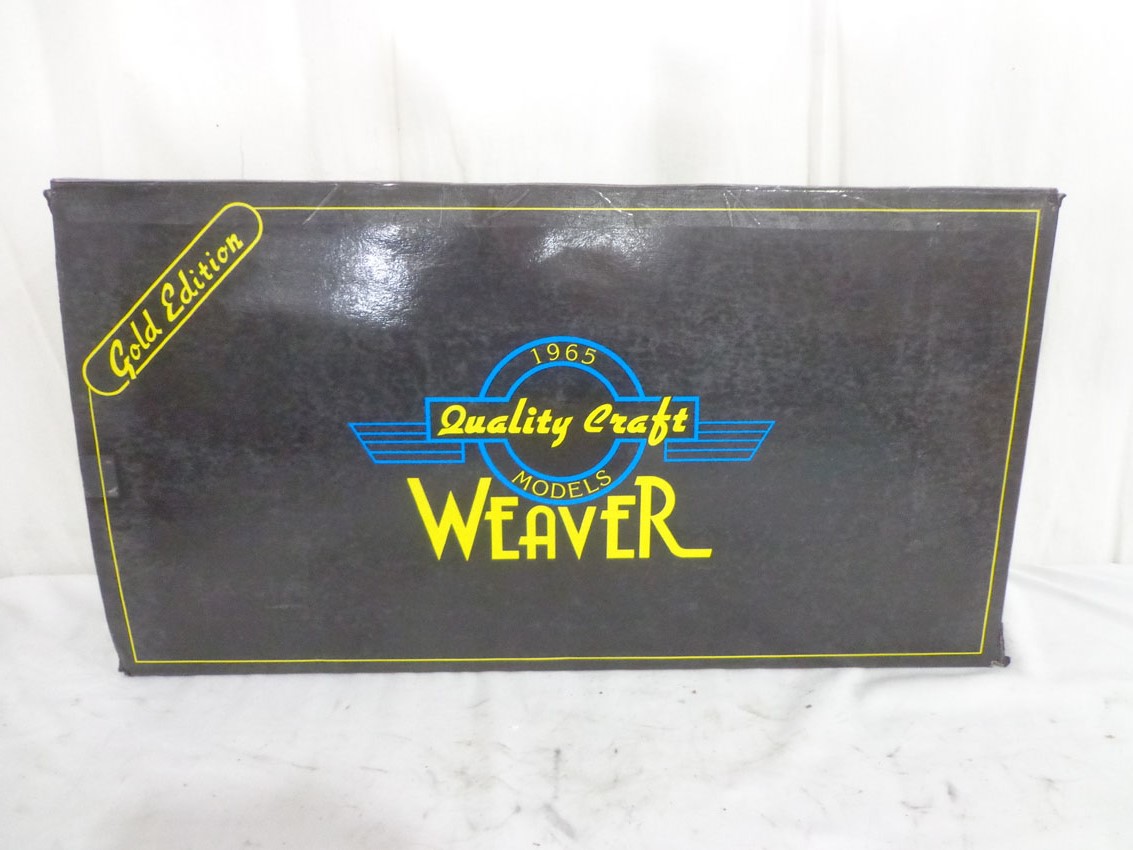 Gold Edition
1965
Quality Craft
MODELS
WEAVER